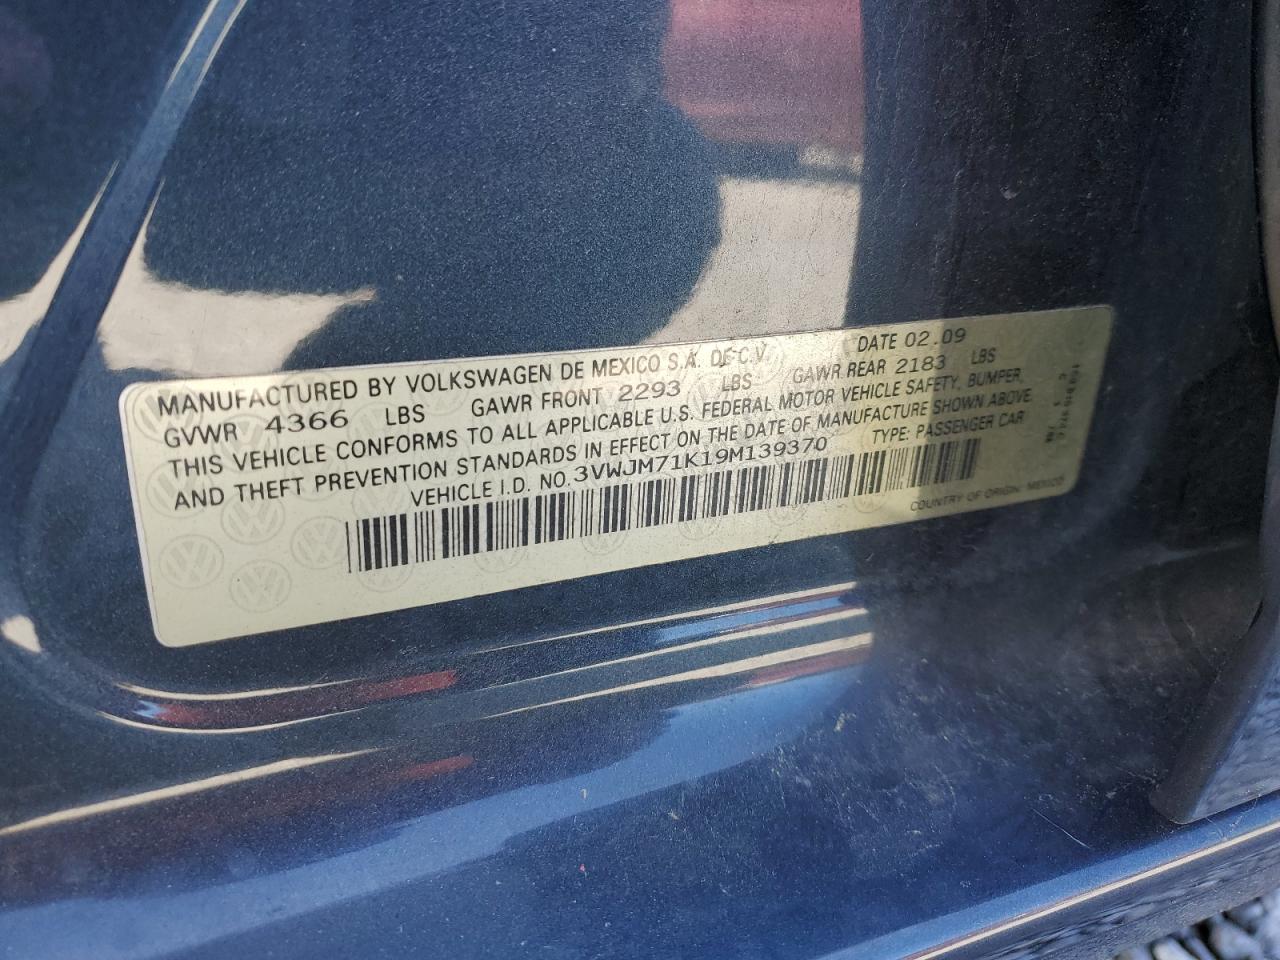 MANUFACTURED BY VOLKSWAGEN DE MEXICO S.A. DE C.V. DATE 02.09
GVWR 4366 LBS GAWR FRONT 2293 LBS GAWR REAR 2183 LBS
THIS VEHICLE CONFORMS TO ALL APPLICABLE U.S. FEDERAL MOTOR VEHICLE SAFETY, BUMPER,
AND THEFT PREVENTION STANDARDS IN EFFECT ON THE DATE OF MANUFACTURE SHOWN ABOVE.
VEHICLE I.D. NO. 3VWJM71K19M139370 TYPE: PASSENGER CAR
COUNTRY OF ORIGIN: MEXICO